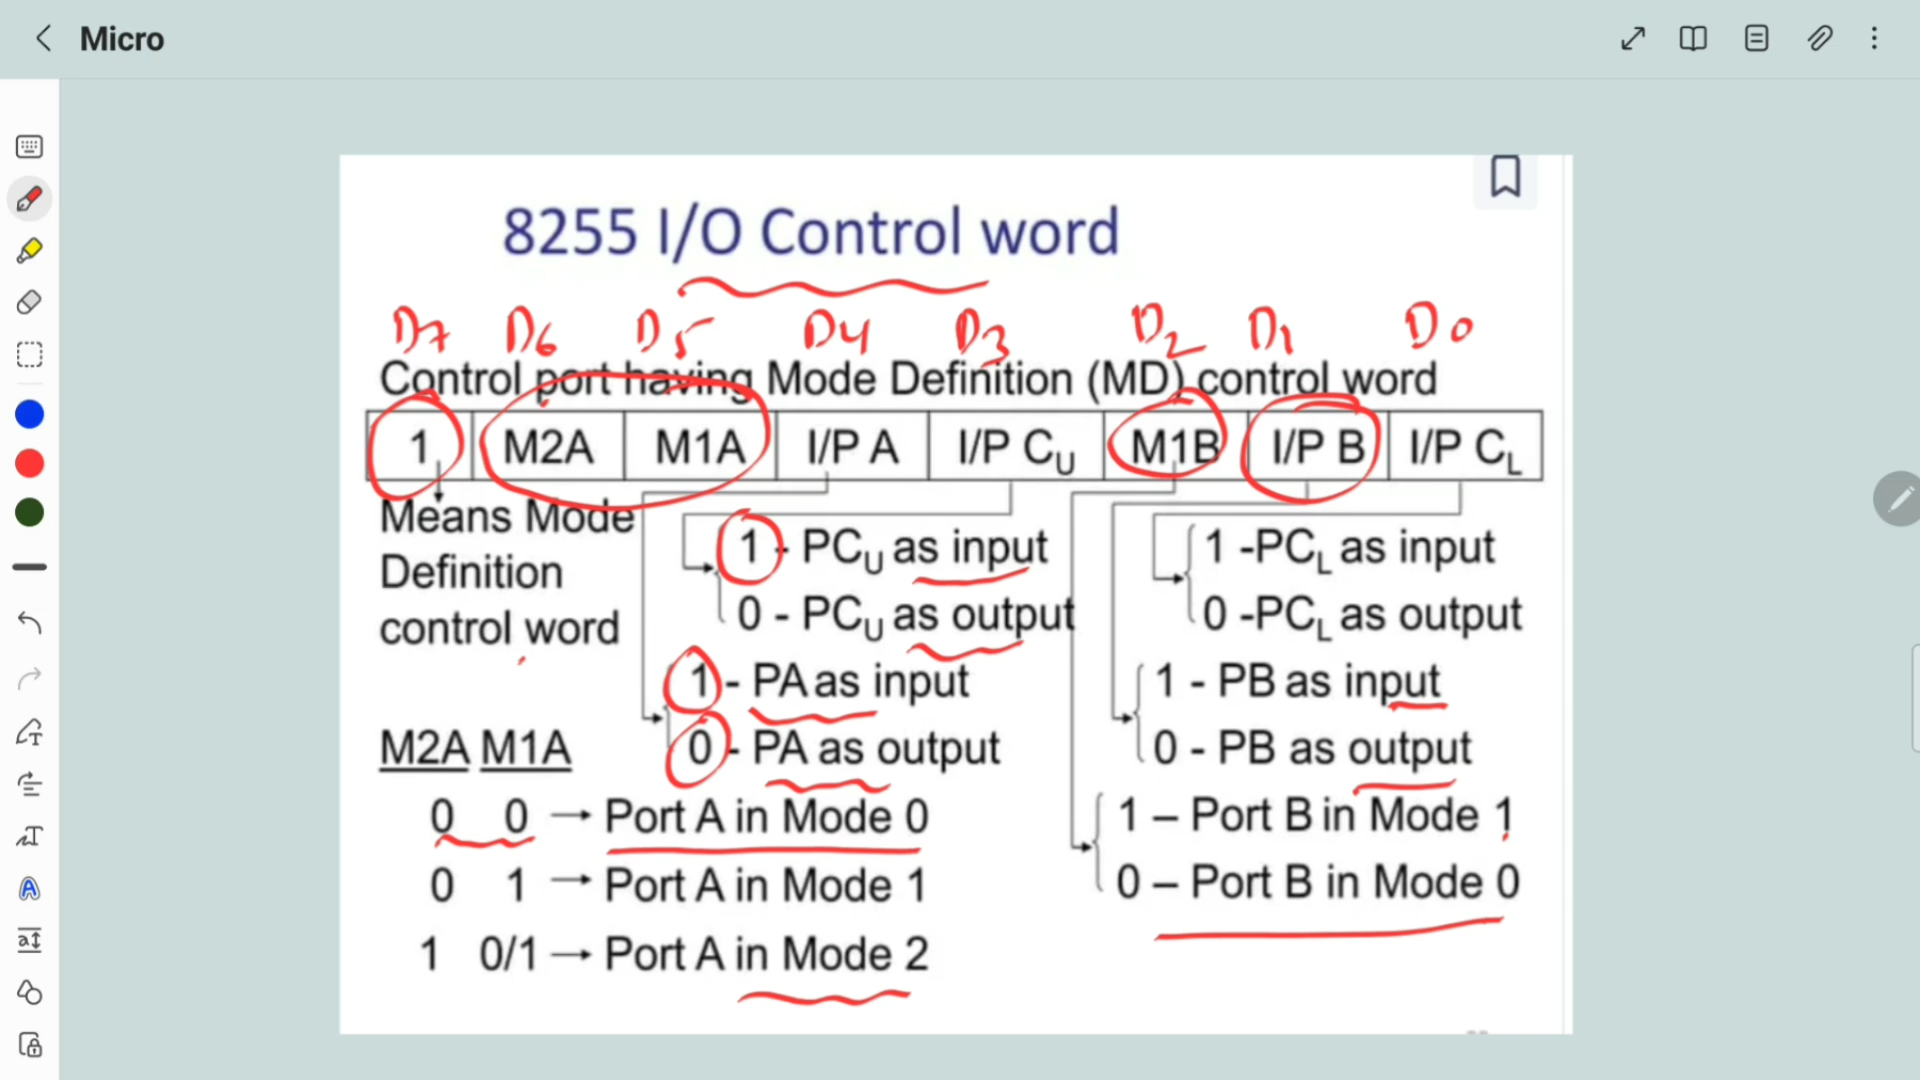 Micro
8255 I/O Control word
D7 D6 D5 D4 D3 D2 D1 D0
Control port having Mode Definition (MD) control word
1 M2A M1A I/P A I/P CU M1B I/P B I/P CL
Means Mode
Definition
control word
1 - PCU as input
0 - PCU as output
1 - PA as input
0 - PA as output
1 -PCL as input
0 -PCL as output
1 - PB as input
0 - PB as output
1 – Port B in Mode 1
0 – Port B in Mode 0
M2A M1A
0 0 → Port A in Mode 0
0 1 → Port A in Mode 1
1 0/1 → Port A in Mode 2